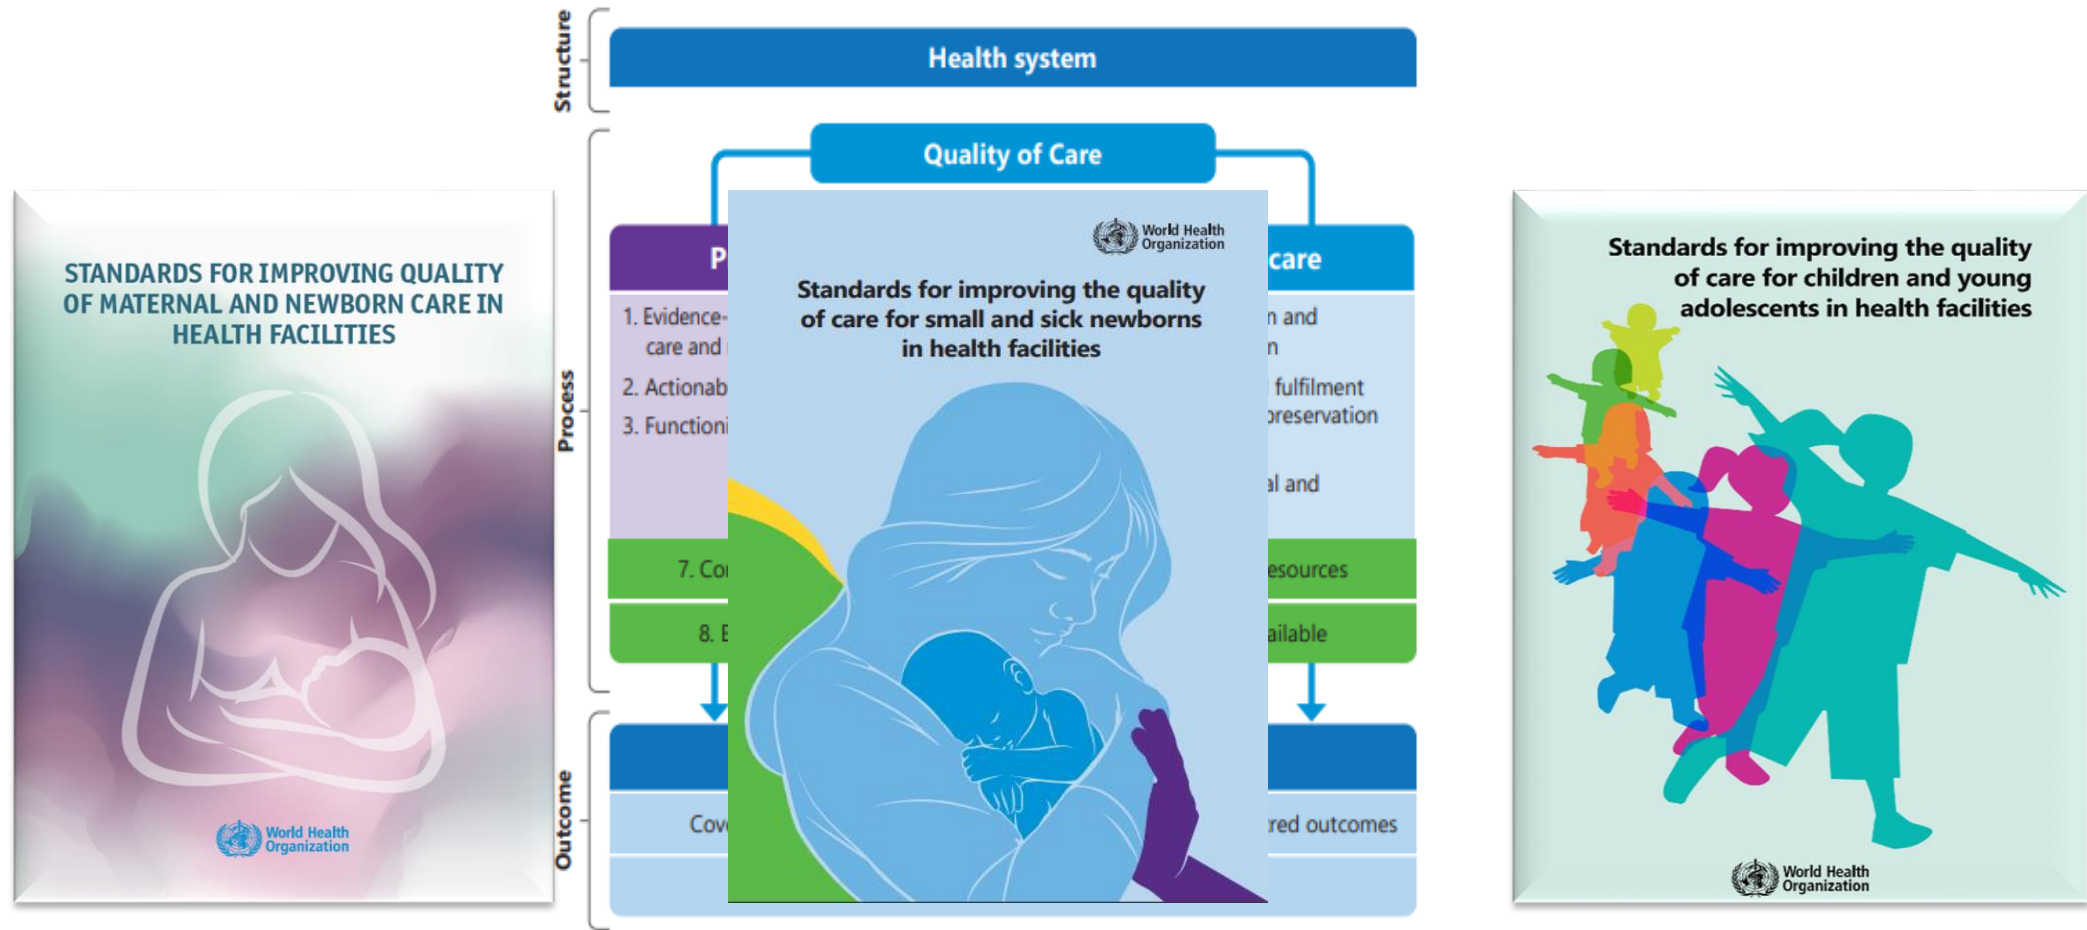 Structure
Health system
Process
Quality of Care
STANDARDS FOR IMPROVING QUALITY
OF MATERNAL AND NEWBORN CARE IN
HEALTH FACILITIES
World Health
Organization
care
1. Evidence-
care and
2. Actionab
3. Functioni
n and
n
fulfilment
preservation
al and
7. Co
esources
8. E
ailable
World Health
Organization
Standards for improving the quality
of care for small and sick newborns
in health facilities
Outcome
Cov
red outcomes
Standards for improving the quality
of care for children and young
adolescents in health facilities
World Health
Organization